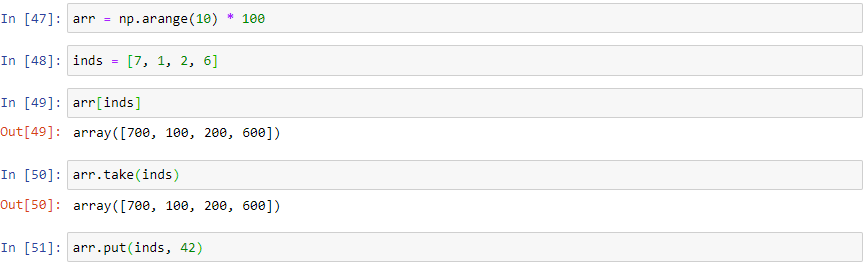 In [47]: arr = np.arange(10) * 100
In [48]: inds = [7, 1, 2, 6]
In [49]: arr[inds]
Out[49]: array([700, 100, 200, 600])
In [50]: arr.take(inds)
Out[50]: array([700, 100, 200, 600])
In [51]: arr.put(inds, 42)